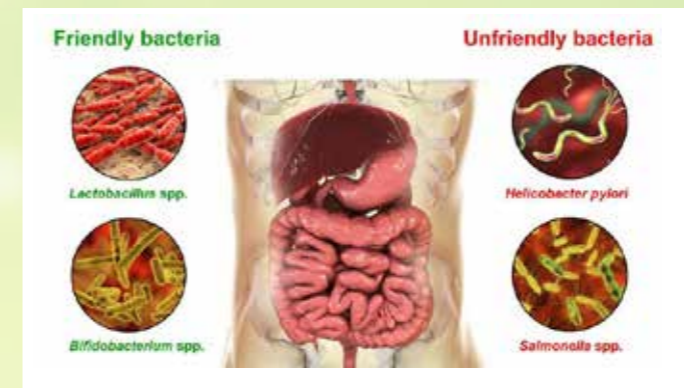 Friendly bacteria
Unfriendly bacteria
Lactobacillus spp.
Helicobacter pylori
Bifidobacterium spp.
Salmonella spp.